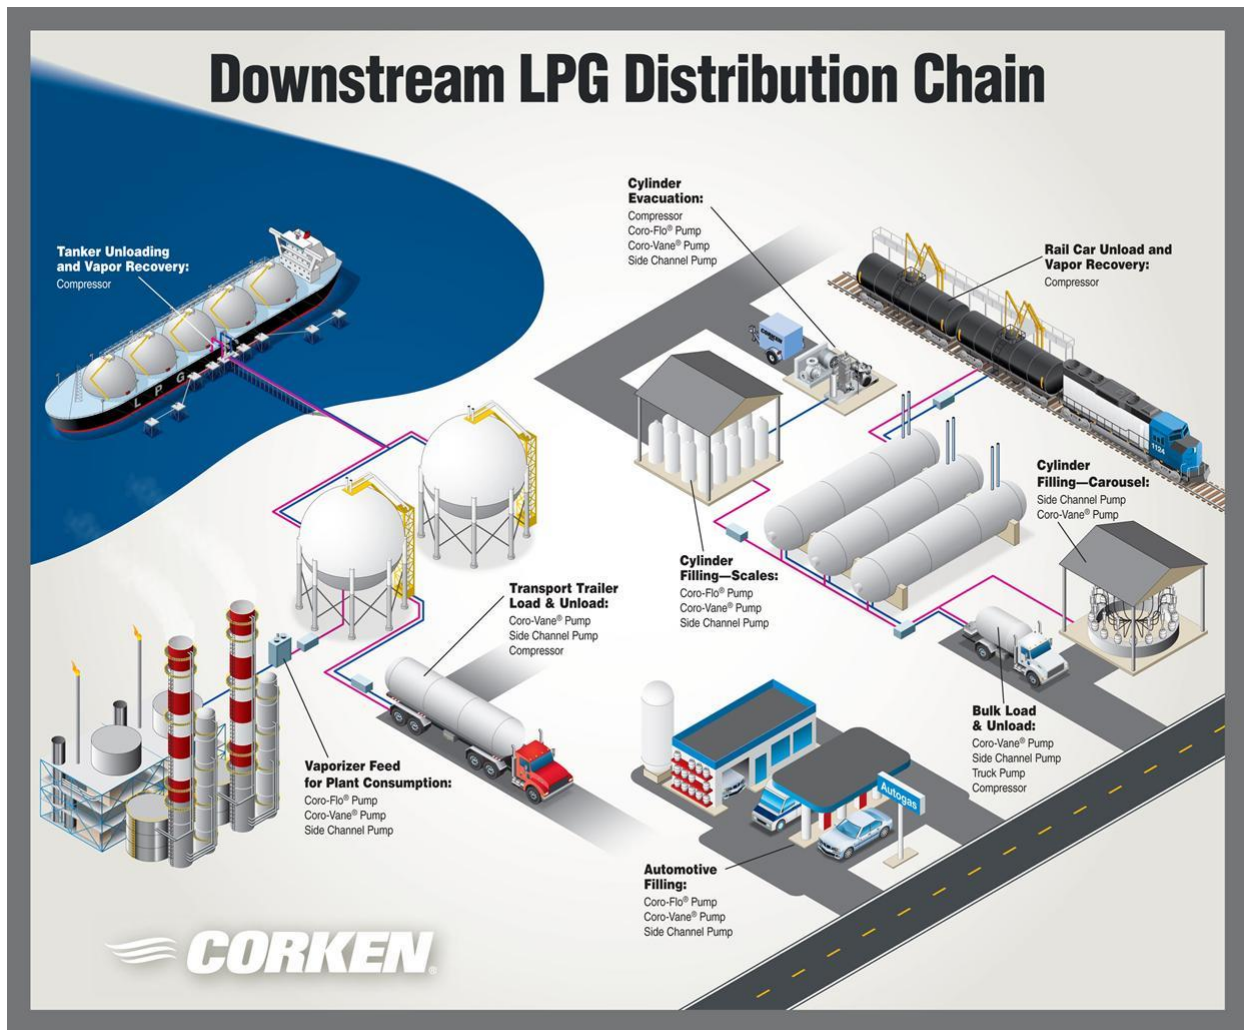 Downstream LPG Distribution Chain
Tanker Unloading
and Vapor Recovery:
Compressor
L P G
Cylinder
Evacuation:
Compressor
Coro-Flo® Pump
Coro-Vane® Pump
Side Channel Pump
Rail Car Unload and
Vapor Recovery:
Compressor
1124
Cylinder
Filling—Carousel:
Side Channel Pump
Coro-Vane® Pump
Cylinder
Filling—Scales:
Coro-Flo® Pump
Coro-Vane® Pump
Side Channel Pump
Transport Trailer
Load & Unload:
Coro-Vane® Pump
Side Channel Pump
Compressor
Bulk Load
& Unload:
Coro-Vane® Pump
Side Channel Pump
Truck Pump
Compressor
Vaporizer Feed
for Plant Consumption:
Coro-Flo® Pump
Coro-Vane® Pump
Side Channel Pump
Autogas
Automotive
Filling:
Coro-Flo® Pump
Coro-Vane® Pump
Side Channel Pump
CORKEN®